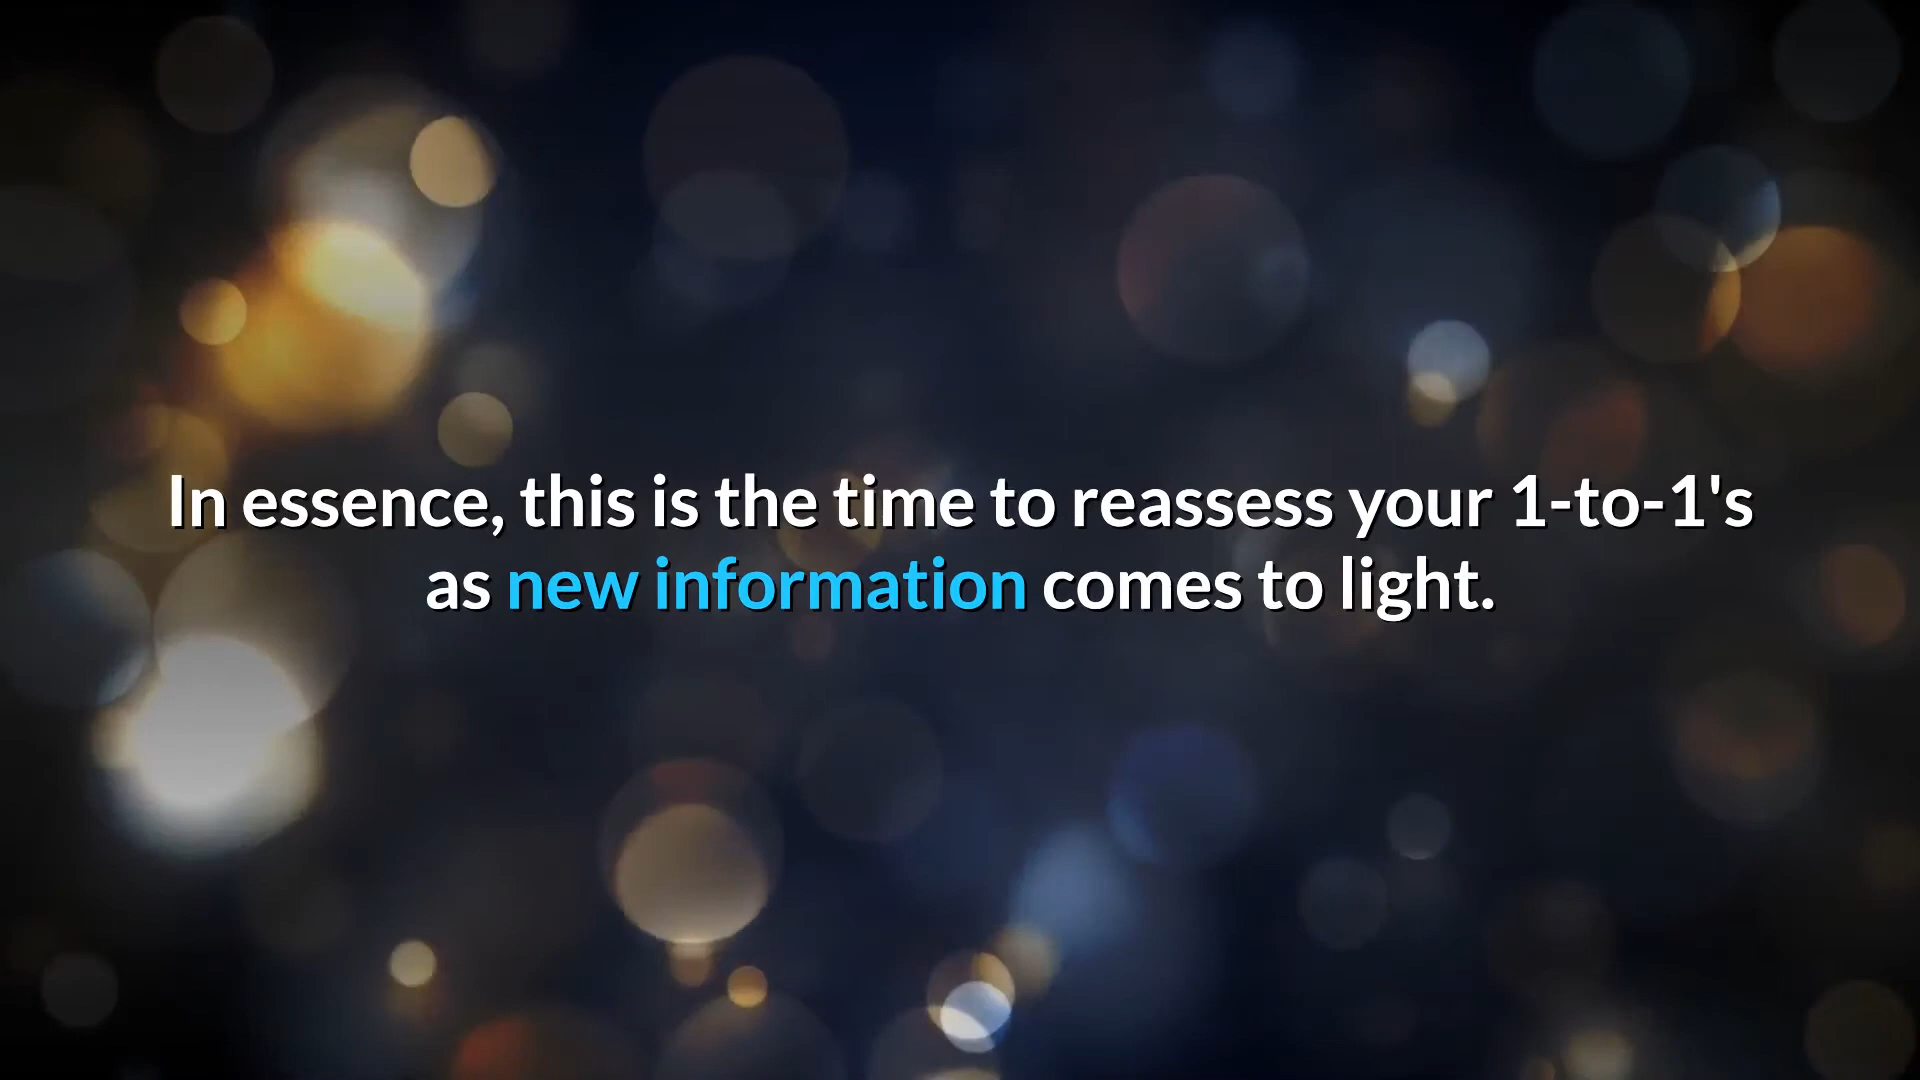 In essence, this is the time to reassess your 1-to-1's
as new information comes to light.